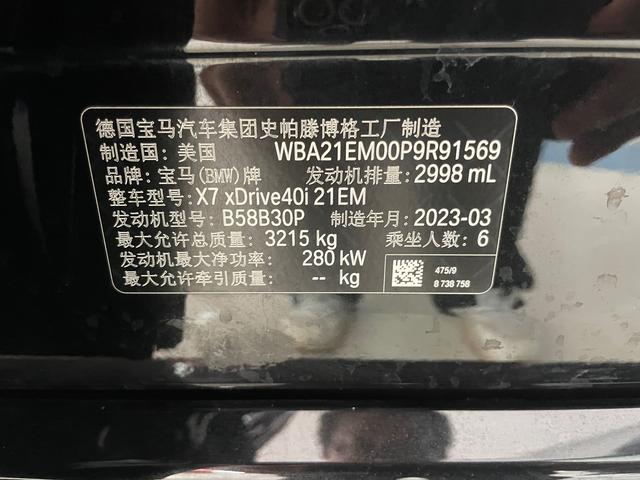 德国宝马汽车集团史帕滕博格工厂制造
制造国: 美国 WBA21EM00P9R91569
品牌: 宝马(BMW)牌 发动机排量: 2998 mL
整车型号: X7 xDrive40i 21EM
发动机型号: B58B30P 制造年月: 2023-03
最大允许总质量: 3215 kg 乘坐人数: 6
发动机最大净功率: 280 kW
最大允许牵引质量: -- kg
475/9
8 738 758